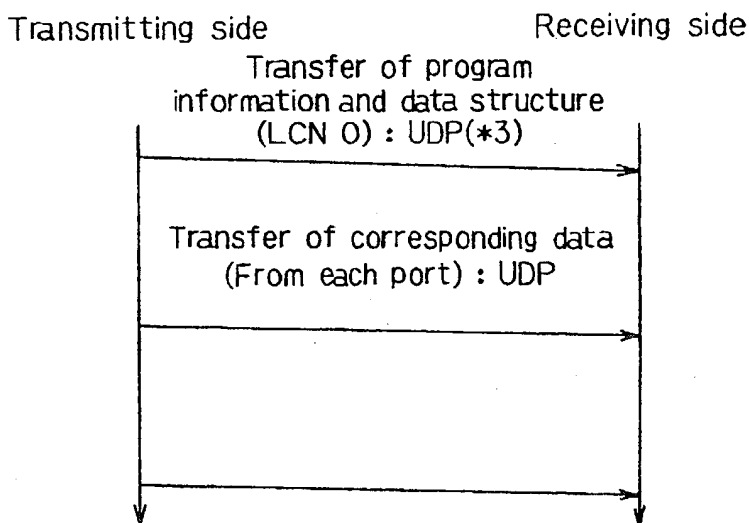 Transmitting side
Receiving side
Transfer of program
information and data structure
(LCN 0) : UDP(*3)
Transfer of corresponding data
(From each port) : UDP